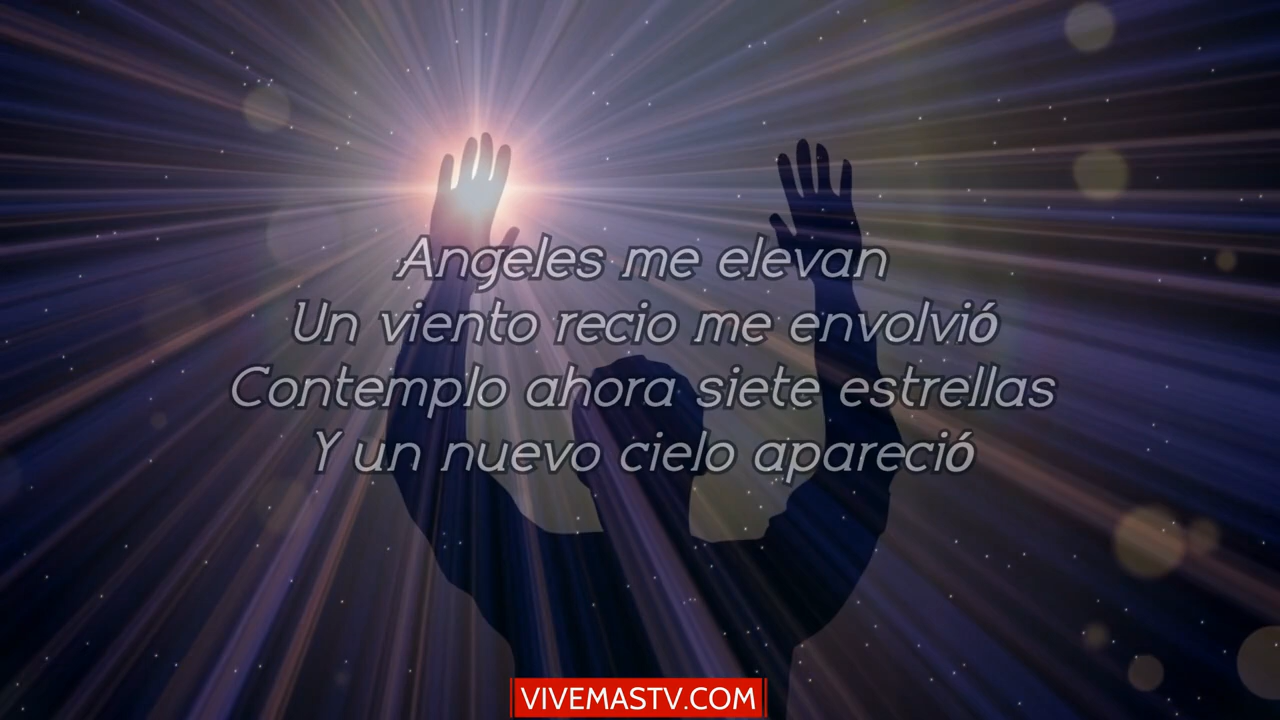 Angeles me elevan
Un viento recio me envolvió
Contemplo ahora siete estrellas
Y un nuevo cielo apareció
VIVEMASTV.COM